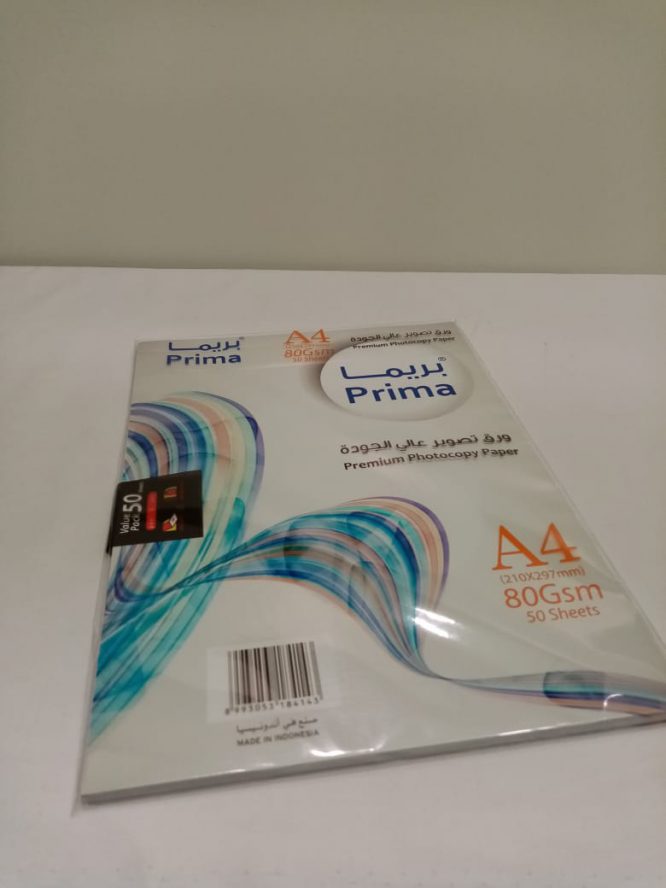 بريما®
Prima
A4
80Gsm
50 Sheets
ورق تصوير عالي الجودة
Premium Photocopy Paper
بريما®
Prima
ورق تصوير عالي الجودة
Premium Photocopy Paper
Value
Pack 50
A4
(210X297mm)
80Gsm
50 Sheets
8993053184143
صنع في أندونيسيا
MADE IN INDONESIA